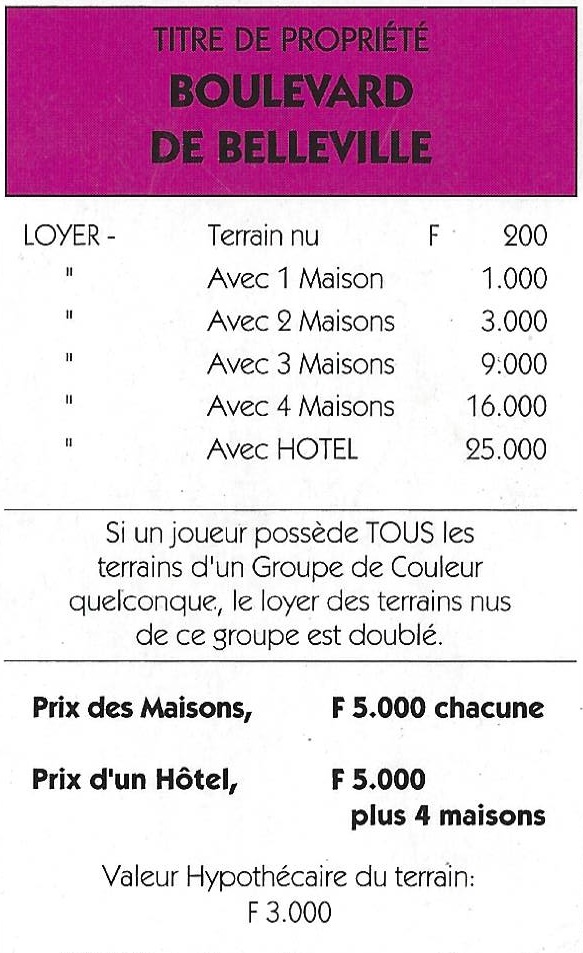 TITRE DE PROPRIÉTÉ
BOULEVARD
DE BELLEVILLE
LOYER - Terrain nu F 200
" Avec 1 Maison 1.000
" Avec 2 Maisons 3.000
" Avec 3 Maisons 9.000
" Avec 4 Maisons 16.000
" Avec HOTEL 25.000
Si un joueur possède TOUS les
terrains d'un Groupe de Couleur
quelconque, le loyer des terrains nus
de ce groupe est doublé.
Prix des Maisons, F 5.000 chacune
Prix d'un Hôtel, F 5.000
plus 4 maisons
Valeur Hypothécaire du terrain:
F 3.000